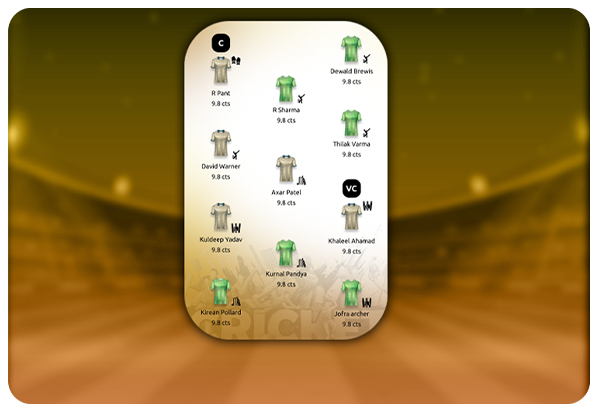 C
R Pant
9.8 cts
Dewald Brewis
9.8 cts
R Sharma
9.8 cts
David Warner
9.8 cts
Thilak Varma
9.8 cts
Axar Patel
9.8 cts
VC
Kuldeep Yadav
9.8 cts
Khaleel Ahamad
9.8 cts
Kurnal Pandya
9.8 cts
Kirean Pollard
9.8 cts
Jofra archer
9.8 cts